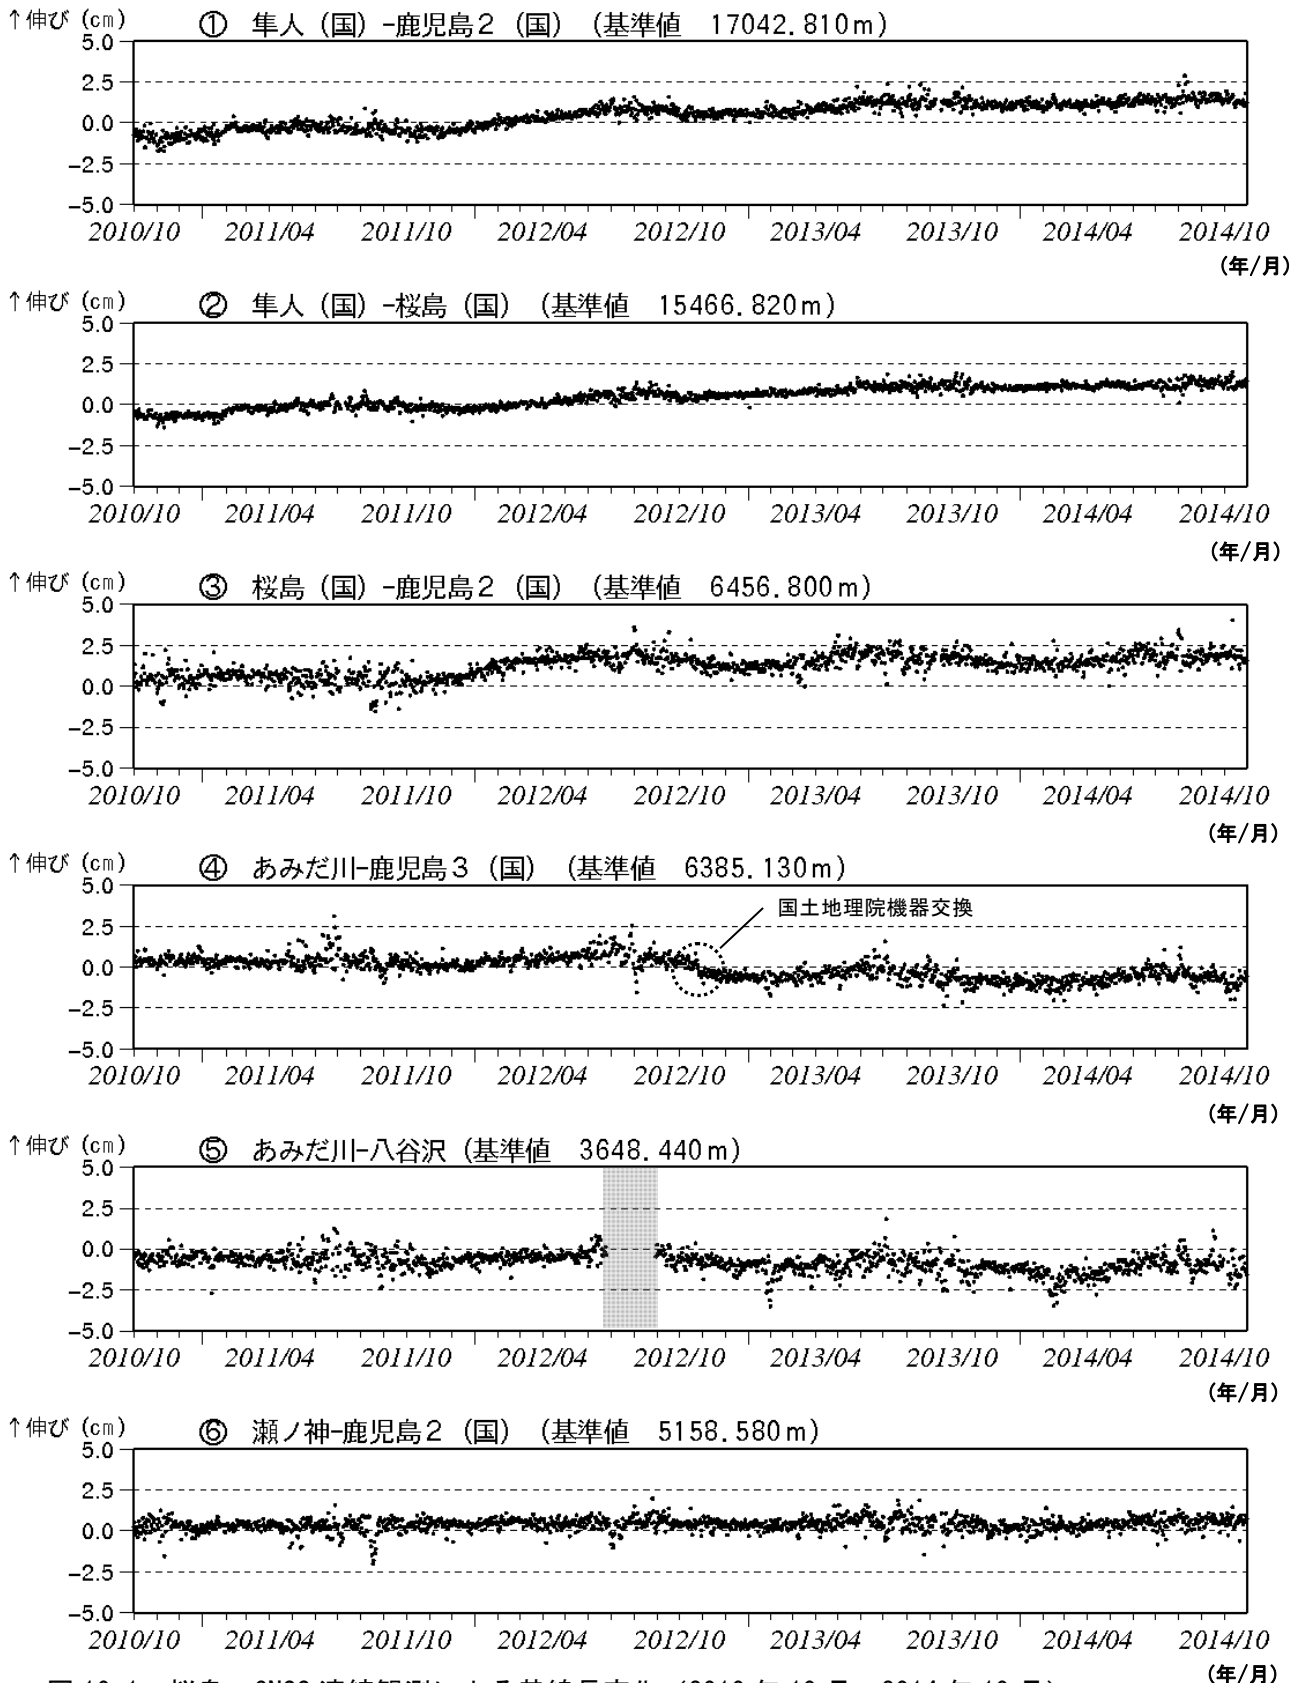 ↑伸び (cm)
① 隼人（国）-鹿児島２（国）（基準値 17042.810m）
5.0
2.5
0.0
-2.5
-5.0
2010/10 2011/04 2011/10 2012/04 2012/10 2013/04 2013/10 2014/04 2014/10
(年/月)
↑伸び (cm)
② 隼人（国）-桜島（国）（基準値 15466.820m）
5.0
2.5
0.0
-2.5
-5.0
2010/10 2011/04 2011/10 2012/04 2012/10 2013/04 2013/10 2014/04 2014/10
(年/月)
↑伸び (cm)
③ 桜島（国）-鹿児島２（国）（基準値 6456.800m）
5.0
2.5
0.0
-2.5
-5.0
2010/10 2011/04 2011/10 2012/04 2012/10 2013/04 2013/10 2014/04 2014/10
(年/月)
↑伸び (cm)
④ あみだ川-鹿児島３（国）（基準値 6385.130m）
5.0
国土地理院機器交換
2.5
0.0
-2.5
-5.0
2010/10 2011/04 2011/10 2012/04 2012/10 2013/04 2013/10 2014/04 2014/10
(年/月)
↑伸び (cm)
⑤ あみだ川-八谷沢（基準値 3648.440m）
5.0
2.5
0.0
-2.5
-5.0
2010/10 2011/04 2011/10 2012/04 2012/10 2013/04 2013/10 2014/04 2014/10
(年/月)
↑伸び (cm)
⑥ 瀬ノ神-鹿児島２（国）（基準値 5158.580m）
5.0
2.5
0.0
-2.5
-5.0
2010/10 2011/04 2011/10 2012/04 2012/10 2013/04 2013/10 2014/04 2014/10
(年/月)